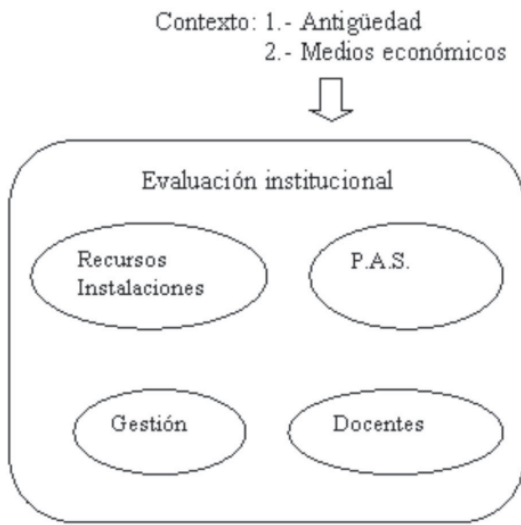 Contexto: 1.- Antigüedad
2.- Medios económicos
Evaluación institucional
Recursos
Instalaciones
P.A.S.
Gestión
Docentes